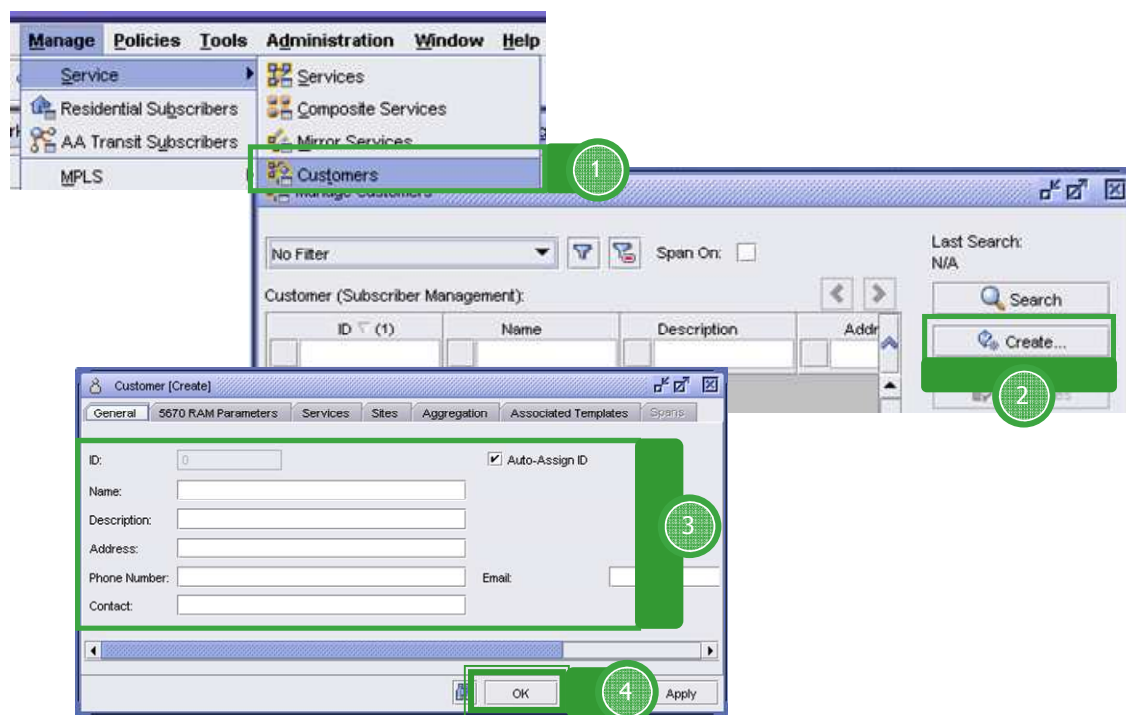 Manage Policies Tools Administration Window Help
Service
Services
Residential Subscribers
Composite Services
AA Transit Subscribers
Mirror Services
MPLS
Customers
1
Manage Customers
No Filter
Span On:
Last Search:
N/A
Customer (Subscriber Management):
Search
ID (1) Name Description Addr
Create...
2
Customer [Create]
General 5670 RAM Parameters Services Sites Aggregation Associated Templates Spans
ID: 0 Auto-Assign ID
Name:
3
Description:
Address:
Phone Number: Email:
Contact:
OK
4
Apply